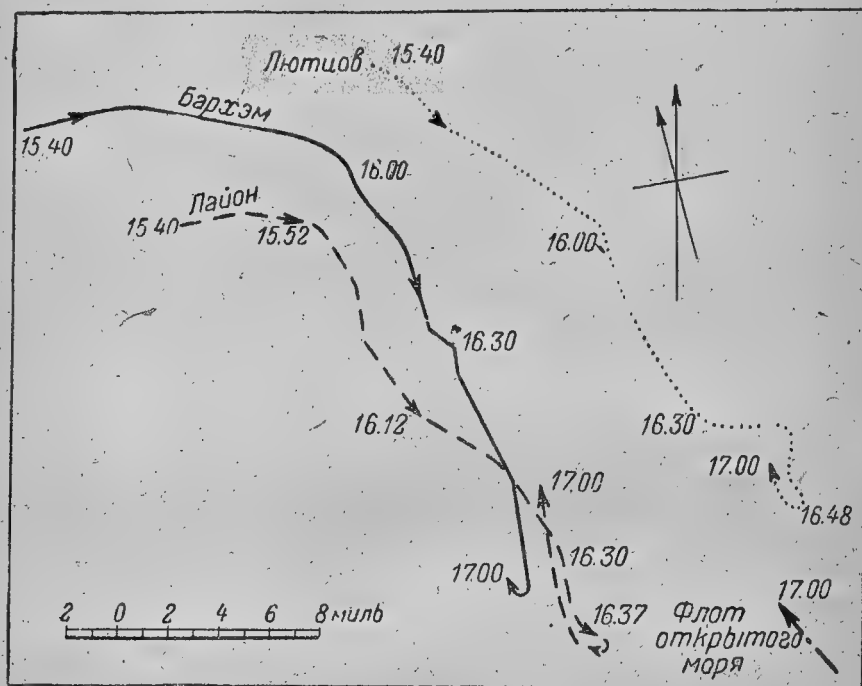 Лютцов
15.40
Бархэм
15.40
16.00
Лайон
15.40
15.52
16.00
16.30
16.12
16.30
17.00
17.00
16.48
17.00
16.30
16.37
17.00
Флот
открытого
моря
2 0 2 4 6 8 миль